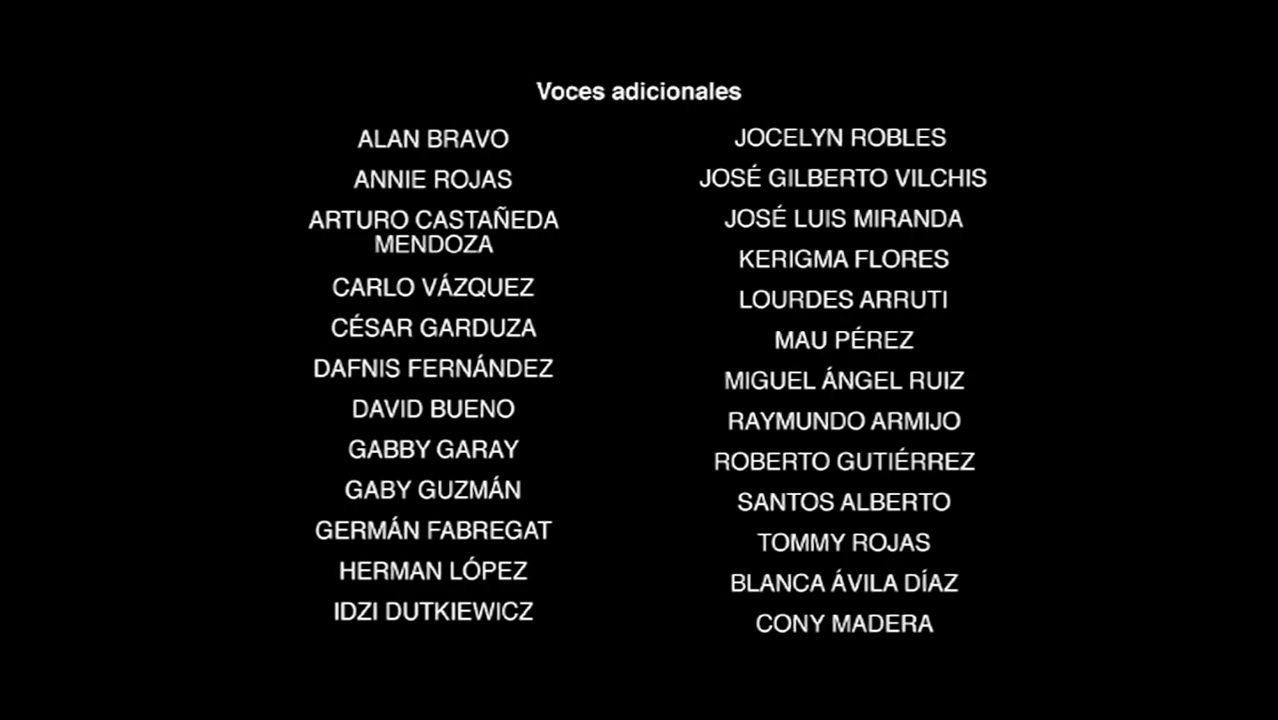 Voces adicionales
ALAN BRAVO
ANNIE ROJAS
ARTURO CASTAÑEDA
MENDOZA
CARLO VÁZQUEZ
CÉSAR GARDUZA
DAFNIS FERNÁNDEZ
DAVID BUENO
GABBY GARAY
GABY GUZMÁN
GERMÁN FABREGAT
HERMAN LÓPEZ
IDZI DUTKIEWICZ
JOCELYN ROBLES
JOSÉ GILBERTO VILCHIS
JOSÉ LUIS MIRANDA
KERIGMA FLORES
LOURDES ARRUTI
MAU PÉREZ
MIGUEL ÁNGEL RUIZ
RAYMUNDO ARMIJO
ROBERTO GUTIÉRREZ
SANTOS ALBERTO
TOMMY ROJAS
BLANCA ÁVILA DÍAZ
CONY MADERA